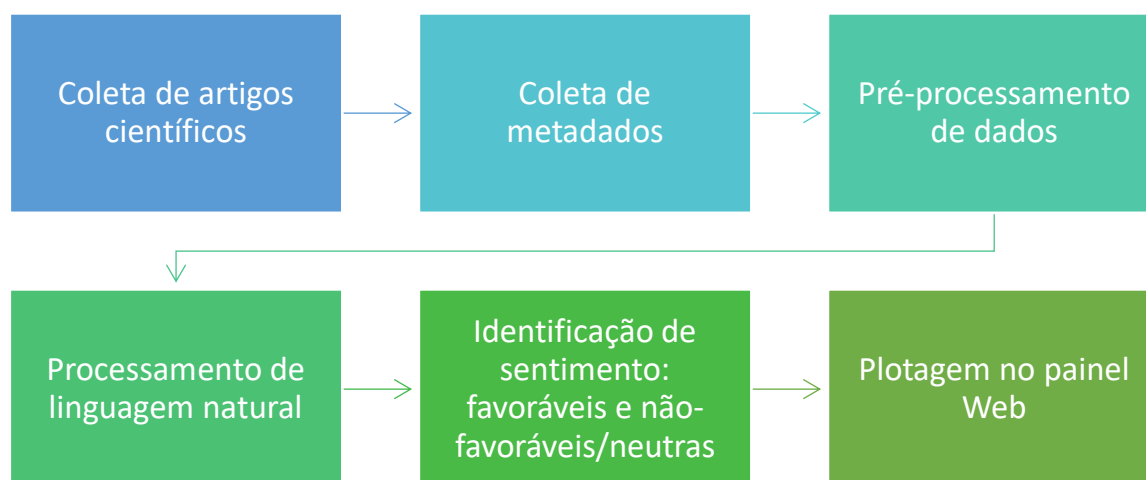 Coleta de artigos
científicos
Coleta de
metadados
Pré-processamento
de dados
Processamento de
linguagem natural
Identificação de
sentimento:
favoráveis e não-
favoráveis/neutras
Plotagem no painel
Web